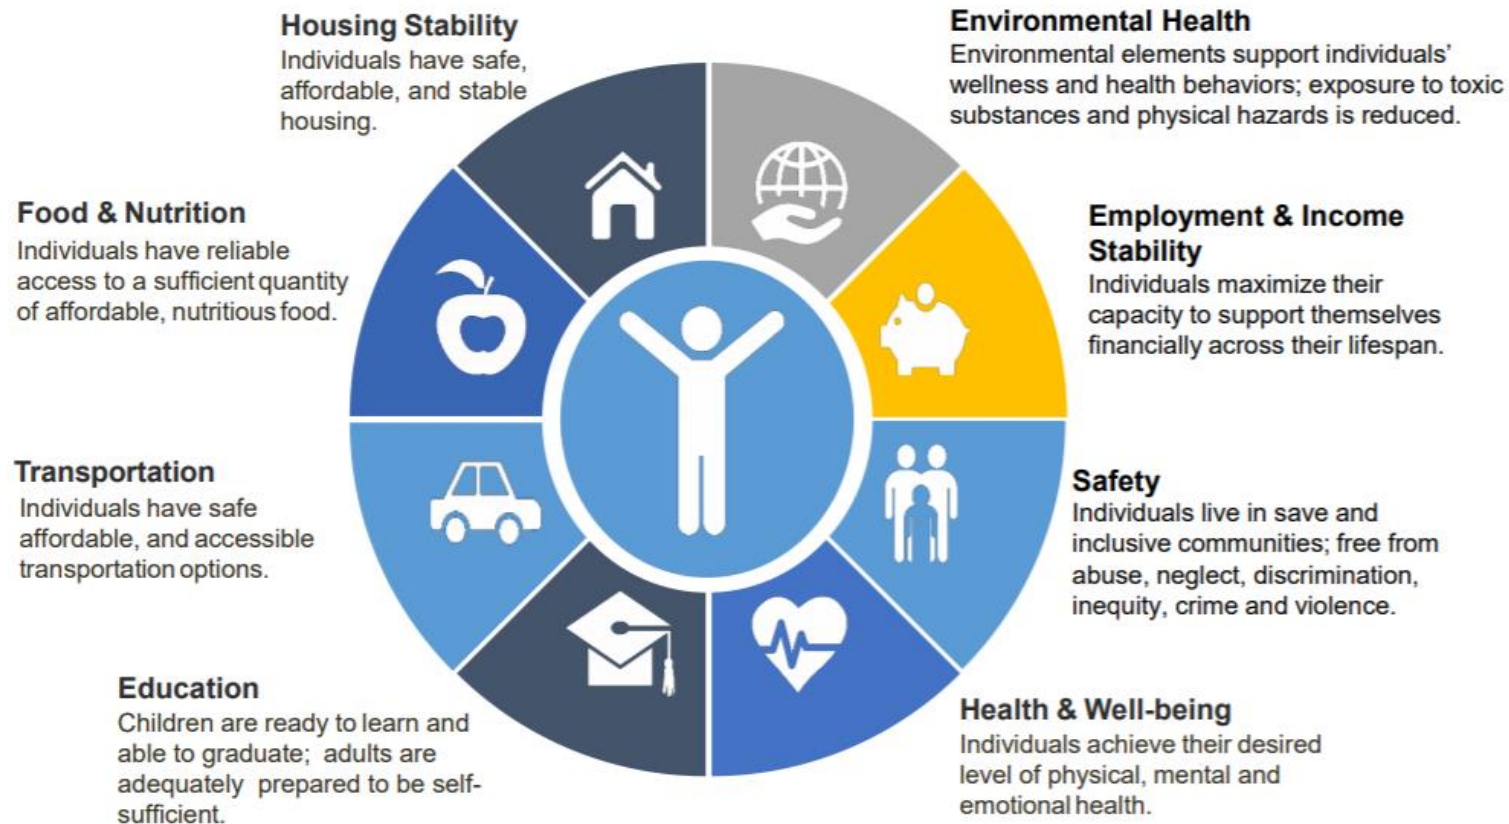 Housing Stability
Individuals have safe,
affordable, and stable
housing.
Environmental Health
Environmental elements support individuals’
wellness and health behaviors; exposure to toxic
substances and physical hazards is reduced.
Food & Nutrition
Individuals have reliable
access to a sufficient quantity
of affordable, nutritious food.
Employment & Income
Stability
Individuals maximize their
capacity to support themselves
financially across their lifespan.
Transportation
Individuals have safe
affordable, and accessible
transportation options.
Safety
Individuals live in save and
inclusive communities; free from
abuse, neglect, discrimination,
inequity, crime and violence.
Education
Children are ready to learn and
able to graduate; adults are
adequately prepared to be self-
sufficient.
Health & Well-being
Individuals achieve their desired
level of physical, mental and
emotional health.